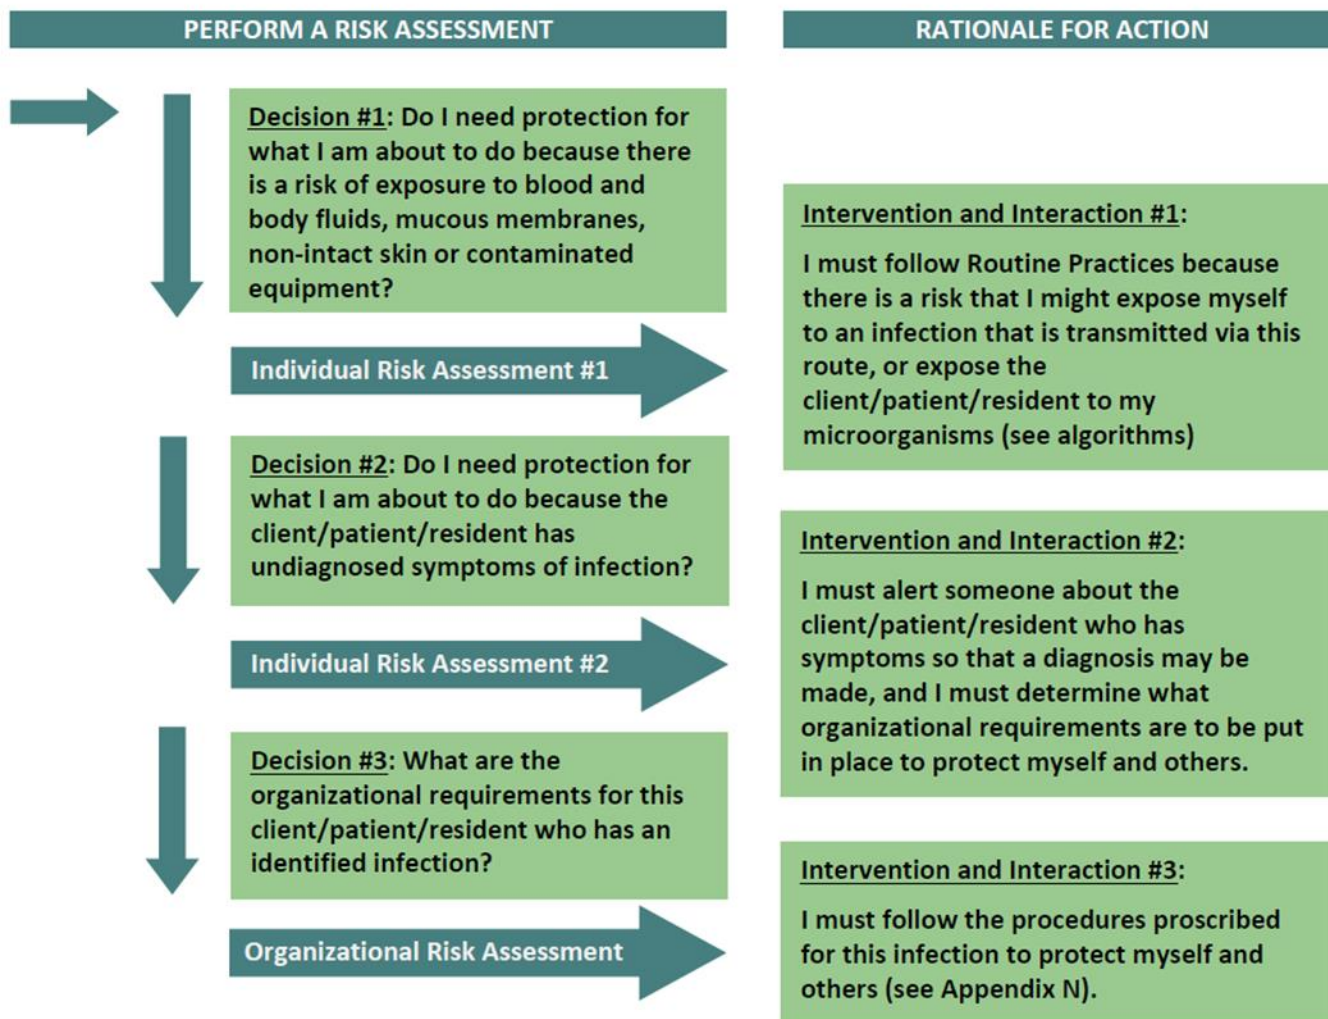 PERFORM A RISK ASSESSMENT
RATIONALE FOR ACTION
Decision #1: Do I need protection for
what I am about to do because there
is a risk of exposure to blood and
body fluids, mucous membranes,
non-intact skin or contaminated
equipment?
Individual Risk Assessment #1
Intervention and Interaction #1:
I must follow Routine Practices because
there is a risk that I might expose myself
to an infection that is transmitted via this
route, or expose the
client/patient/resident to my
microorganisms (see algorithms)
Decision #2: Do I need protection for
what I am about to do because the
client/patient/resident has
undiagnosed symptoms of infection?
Individual Risk Assessment #2
Intervention and Interaction #2:
I must alert someone about the
client/patient/resident who has
symptoms so that a diagnosis may be
made, and I must determine what
organizational requirements are to be put
in place to protect myself and others.
Decision #3: What are the
organizational requirements for this
client/patient/resident who has an
identified infection?
Organizational Risk Assessment
Intervention and Interaction #3:
I must follow the procedures proscribed
for this infection to protect myself and
others (see Appendix N).